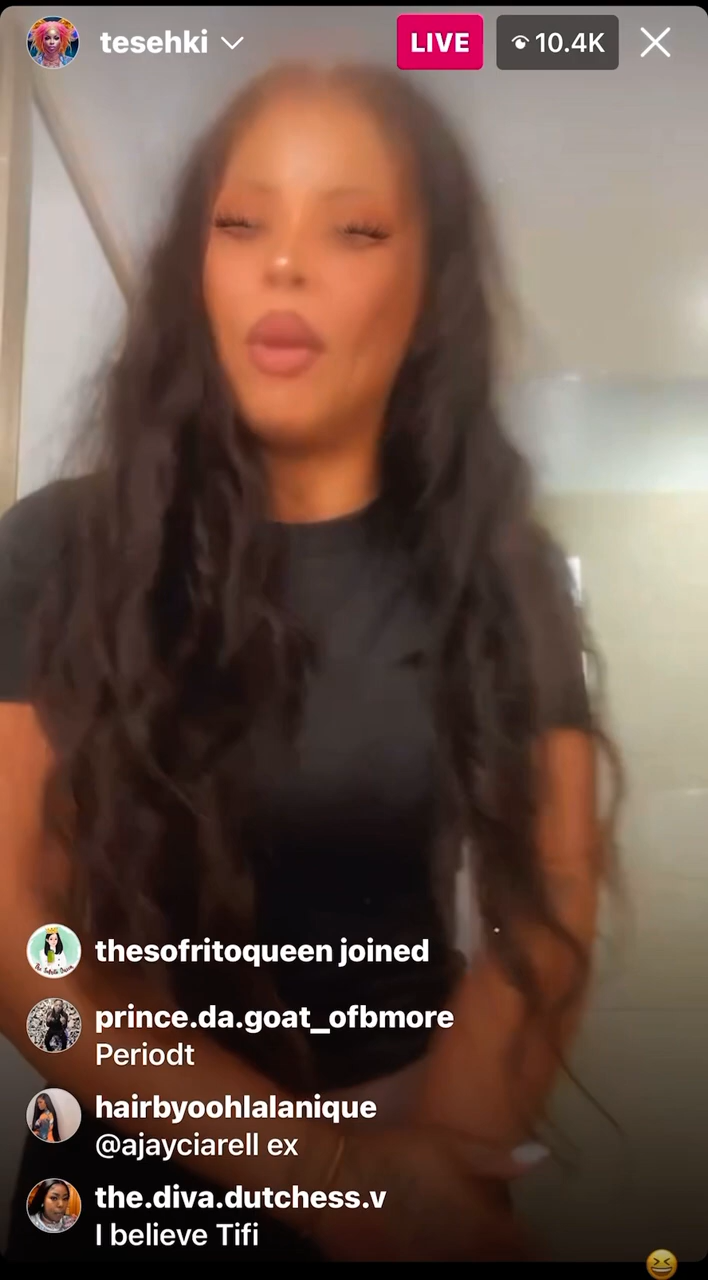 tesehki
LIVE
10.4K
thesofritoqueen joined
prince.da.goat_ofbmore
Periodt
hairbyoohlalanique
@ajayciarell ex
the.diva.dutchess.v
I believe Tifi